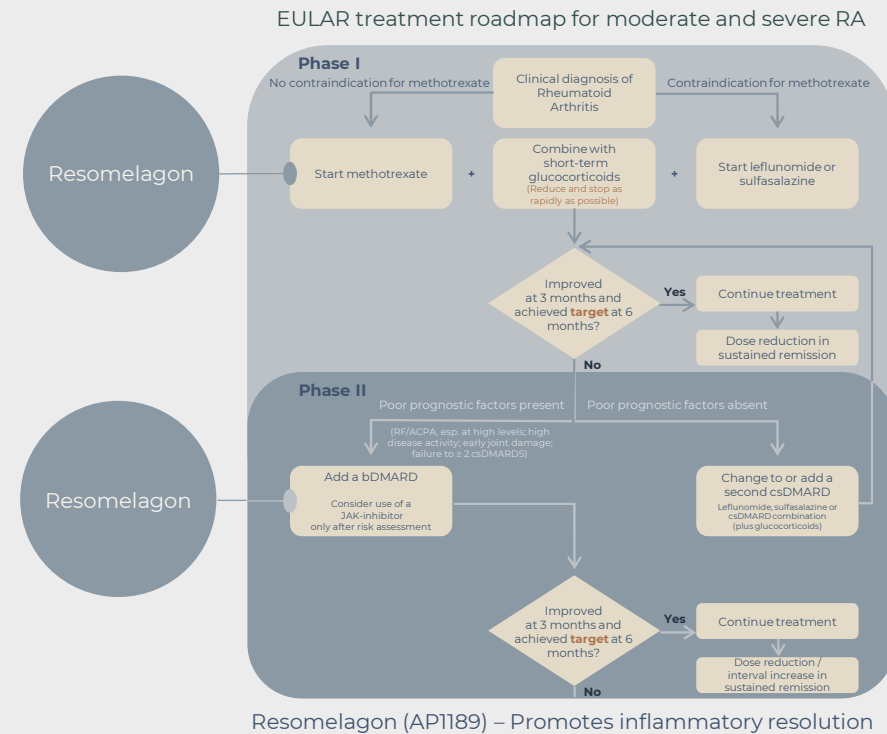 EULAR treatment roadmap for moderate and severe RA
Phase I
No contraindication for methotrexate
Clinical diagnosis of
Rheumatoid
Arthritis
Contraindication for methotrexate
Resomelagon
Start methotrexate
+
Combine with
short-term
glucocorticoids
(Reduce and stop as
rapidly as possible)
+
Start leflunomide or
sulfasalazine
Improved
at 3 months and
achieved target at 6
months?
Yes
Continue treatment
Dose reduction in
sustained remission
No
Phase II
Poor prognostic factors present
Poor prognostic factors absent
(RF/ACPA, esp. at high levels; high
disease activity; early joint damage;
failure to ≥ 2 csDMARDS)
Resomelagon
Add a bDMARD
Consider use of a
JAK-inhibitor
only after risk assessment
Change to or add a
second csDMARD
Leflunomide, sulfasalazine or
csDMARD combination
(plus glucocorticoids)
Improved
at 3 months and
achieved target at 6
months?
Yes
Continue treatment
Dose reduction /
interval increase in
sustained remission
No
Resomelagon (AP1189) – Promotes inflammatory resolution